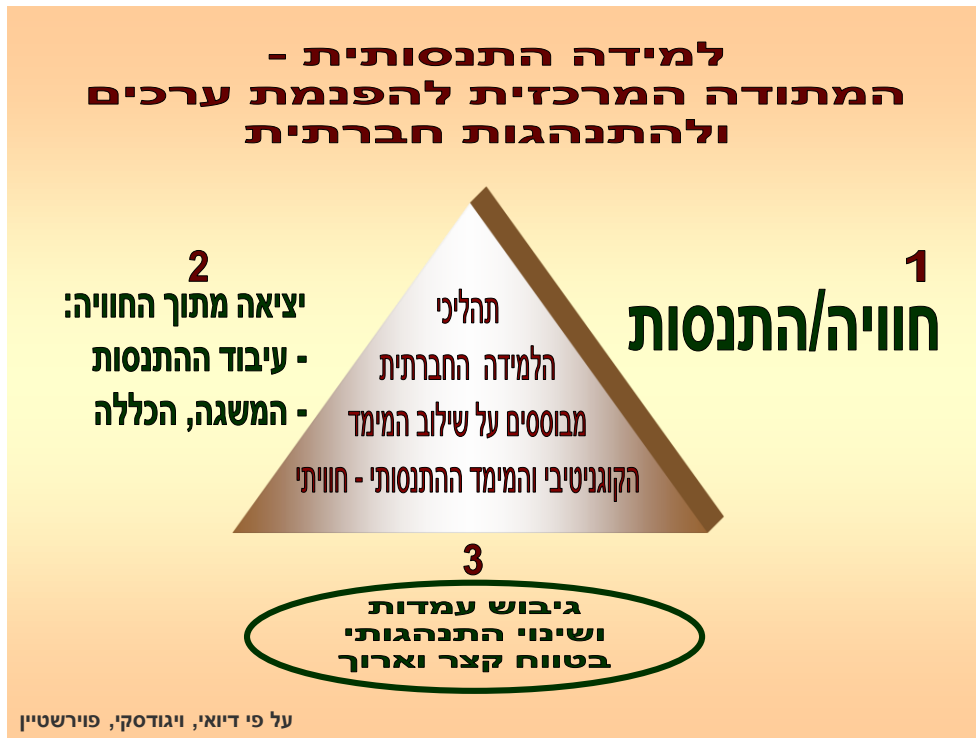 למידה התנסותית -
המתודה המרכזית להפנמת ערכים
ולהתנהגות חברתית
1
חוויה/התנסות
2
יציאה מתוך החוויה:
- עיבוד ההתנסות
- המשגה, הכללה
תהליכי
הלמידה החברתית
מבוססים על שילוב המימד
הקוגניטיבי והמימד ההתנסותי - חוויתי
3
גיבוש עמדות
ושינוי התנהגותי
בטווח קצר וארוך
על פי דיואי, ויגודסקי, פוירשטיין